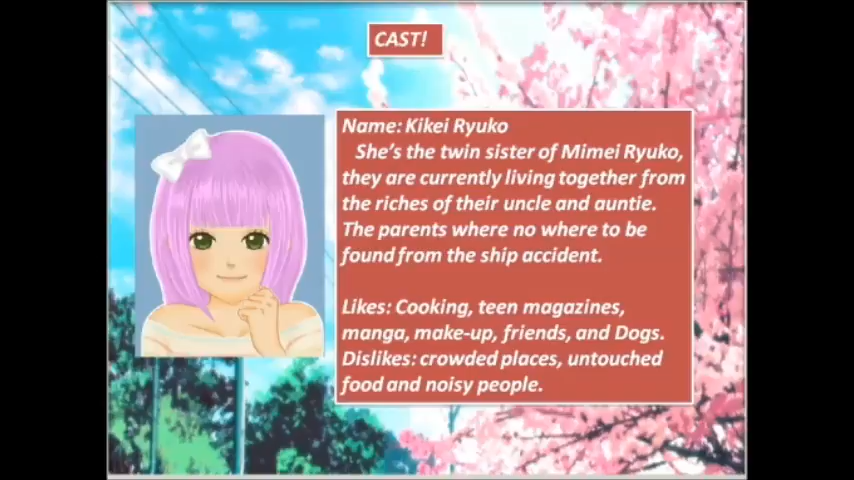 CAST!
Name: Kikei Ryuko
She's the twin sister of Mimei Ryuko,
they are currently living together from
the riches of their uncle and auntie.
The parents where no where to be
found from the ship accident.
Likes: Cooking, teen magazines,
manga, make-up, friends, and Dogs.
Dislikes: crowded places, untouched
food and noisy people.